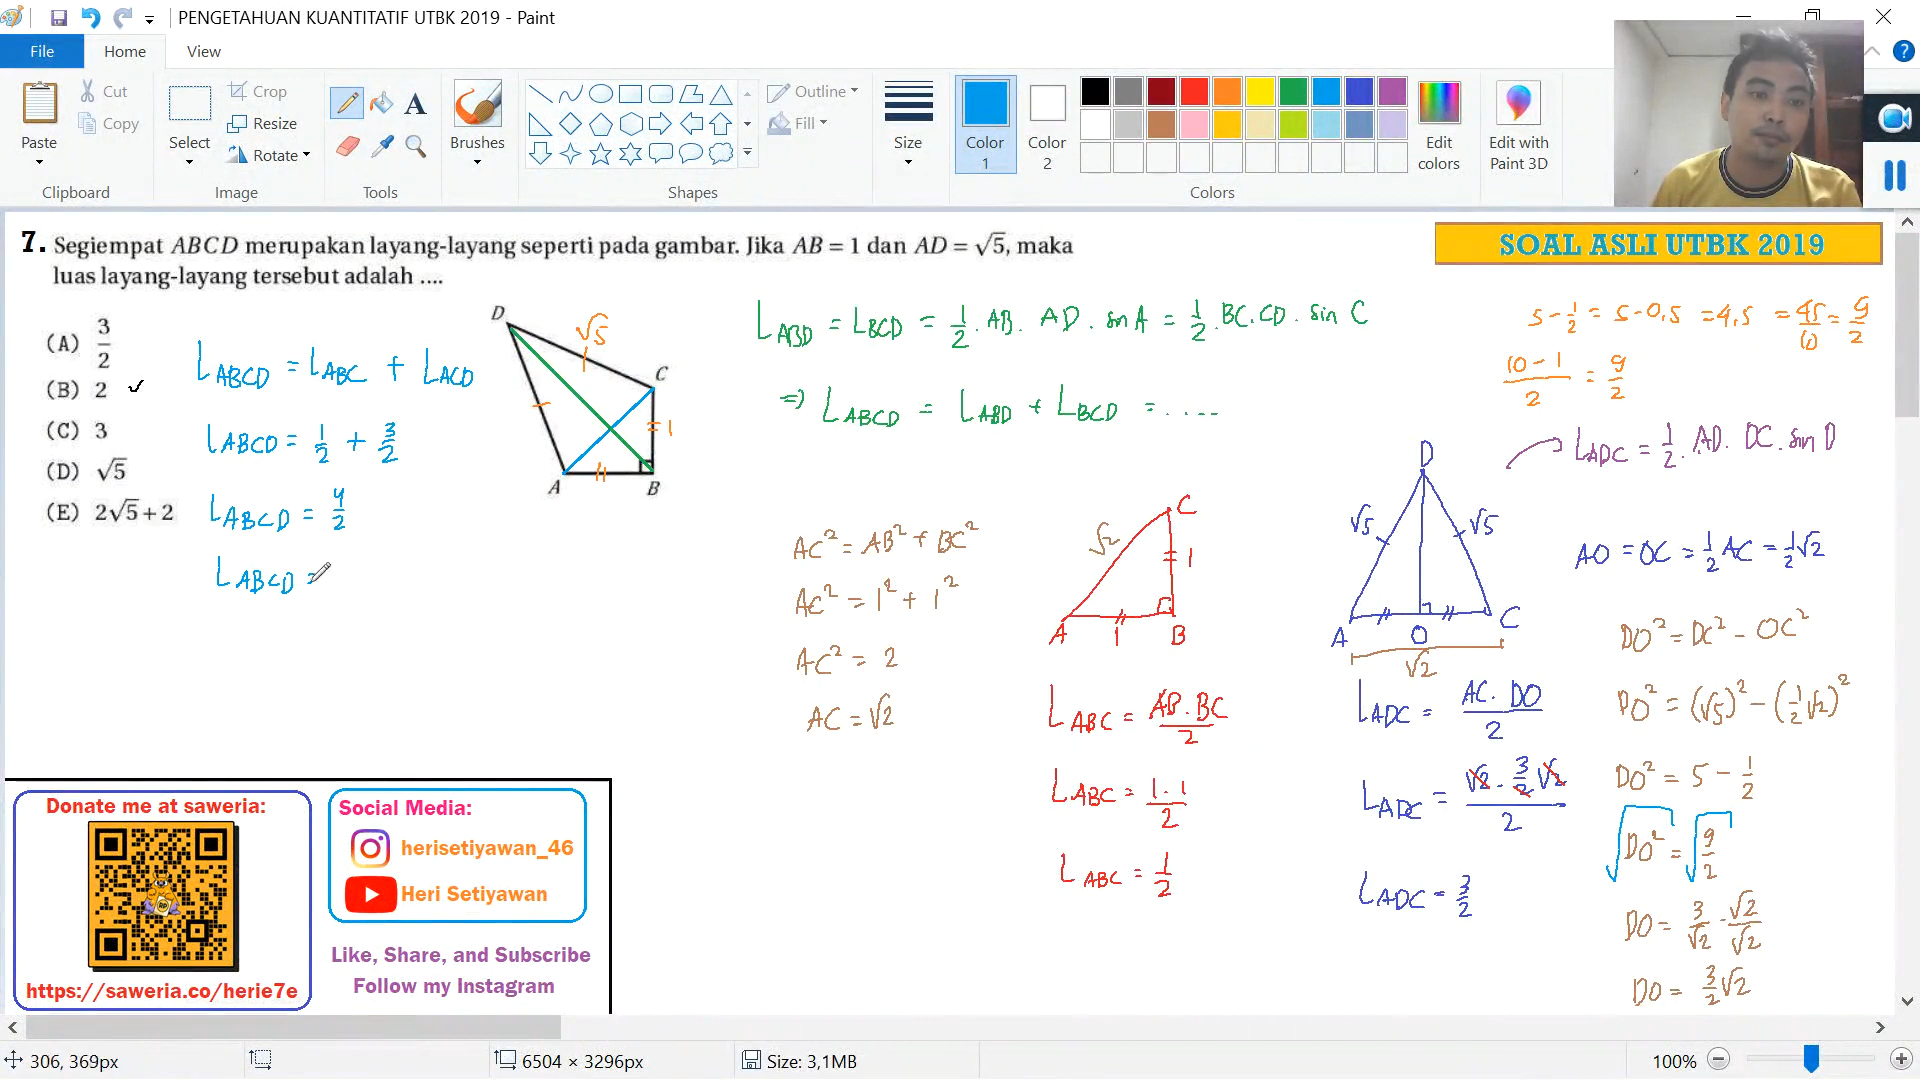 PENGETAHUAN KUANTITATIF UTBK 2019 - Paint
File
Home
View
Paste
Cut
Copy
Clipboard
Select
Crop
Resize
Rotate
Image
A
Tools
Brushes
Outline
Fill
Shapes
Size
Color 1
Color 2
Edit colors
Edit with Paint 3D
Colors
7. Segiempat ABCD merupakan layang-layang seperti pada gambar. Jika AB = 1 dan AD = √5, maka
luas layang-layang tersebut adalah ....
(A) 3/2
(B) 2 ✓
(C) 3
(D) √5
(E) 2√5 + 2
L ABCD = L ABC + L ACD
L ABCD = 1/2 + 3/2
L ABCD = 4/2
L ABCD =
D
√5
C
1
A
B
SOAL ASLI UTBK 2019
L ABD = L BCD = 1/2 . AB . AD . sin A = 1/2 . BC . CD . sin C
=> L ABCD = L ABD + L BCD = ....
5 - 1/2 = 5 - 0,5 = 4,5 = 45/10 = 9/2
(10 - 1)/2 = 9/2
L ADC = 1/2 . AD . DC . sin D
AC² = AB² + BC²
AC² = 1² + 1²
AC² = 2
AC = √2
C
√2
1
A
1
B
L ABC = AB . BC / 2
L ABC = 1 . 1 / 2
L ABC = 1/2
D
√5
√5
A
O
C
√2
L ADC = AC . DO / 2
L ADC = √2 . 3/2 √2 / 2
L ADC = 3/2
AO = OC = 1/2 AC = 1/2 √2
DO² = DC² - OC²
DO² = (√5)² - (1/2 √2)²
DO² = 5 - 1/2
√DO² = √9/2
DO = 3/√2 . √2/√2
DO = 3/2 √2
Donate me at saweria:
https://saweria.co/herie7e
Social Media:
herisetiyawan_46
Heri Setiyawan
Like, Share, and Subscribe
Follow my Instagram
306, 369px
6504 × 3296px
Size: 3,1MB
100%